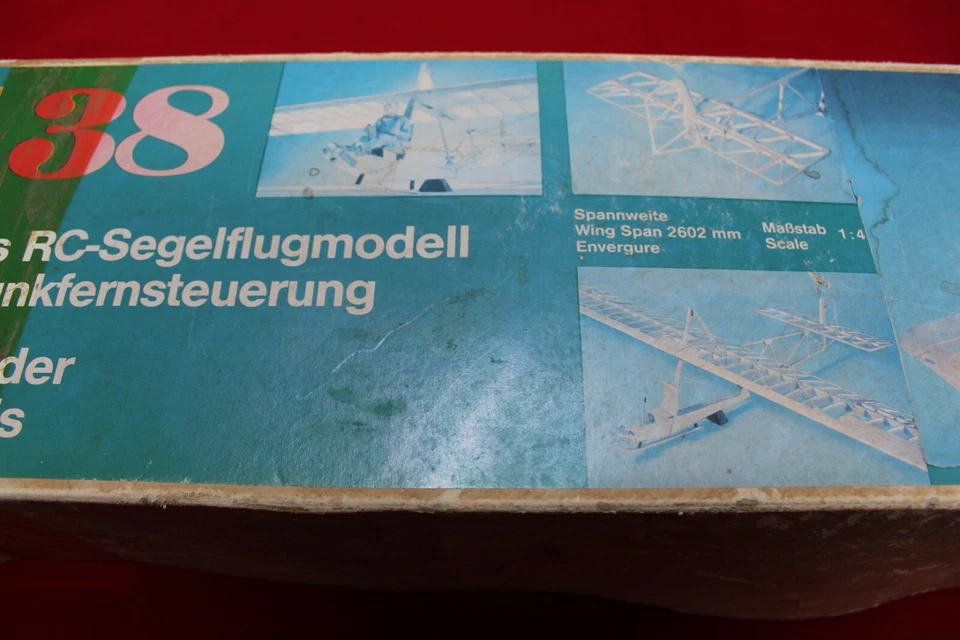 38
s RC-Segelflugmodell
unkfernsteuerung
der
s
Spannweite
Wing Span 2602 mm
Envergure
Maßstab
Scale
1:4